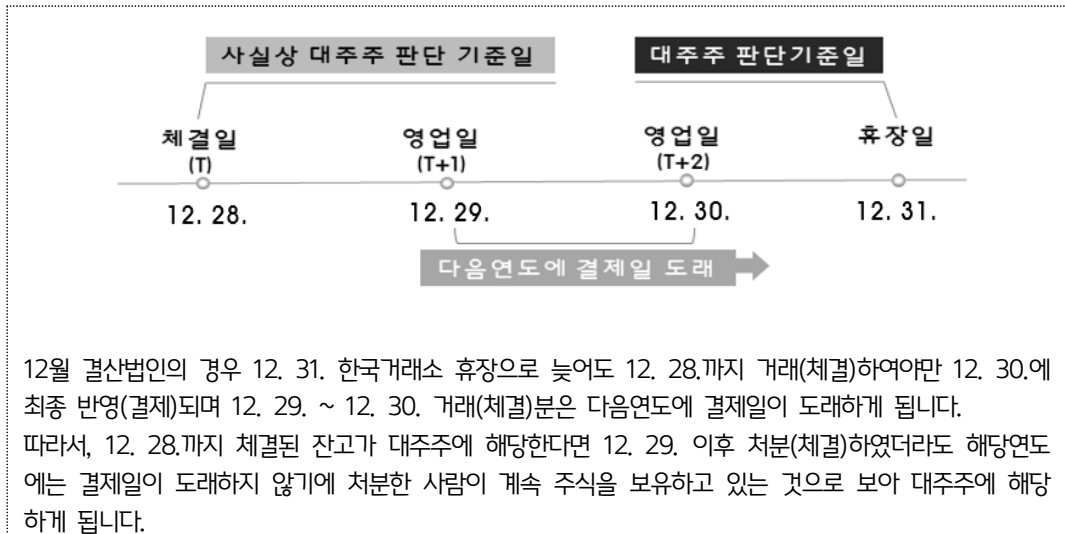 사실상 대주주 판단 기준일 대주주 판단기준일
체결일 영업일 영업일 휴장일
(T) (T+1) (T+2)
12. 28. 12. 29. 12. 30. 12. 31.
다음연도에 결제일 도래
12월 결산법인의 경우 12. 31. 한국거래소 휴장으로 늦어도 12. 28.까지 거래(체결)하여야만 12. 30.에
최종 반영(결제)되며 12. 29. ~ 12. 30. 거래(체결)분은 다음연도에 결제일이 도래하게 됩니다.
따라서, 12. 28.까지 체결된 잔고가 대주주에 해당한다면 12. 29. 이후 처분(체결)하였더라도 해당연도
에는 결제일이 도래하지 않기에 처분한 사람이 계속 주식을 보유하고 있는 것으로 보아 대주주에 해당
하게 됩니다.